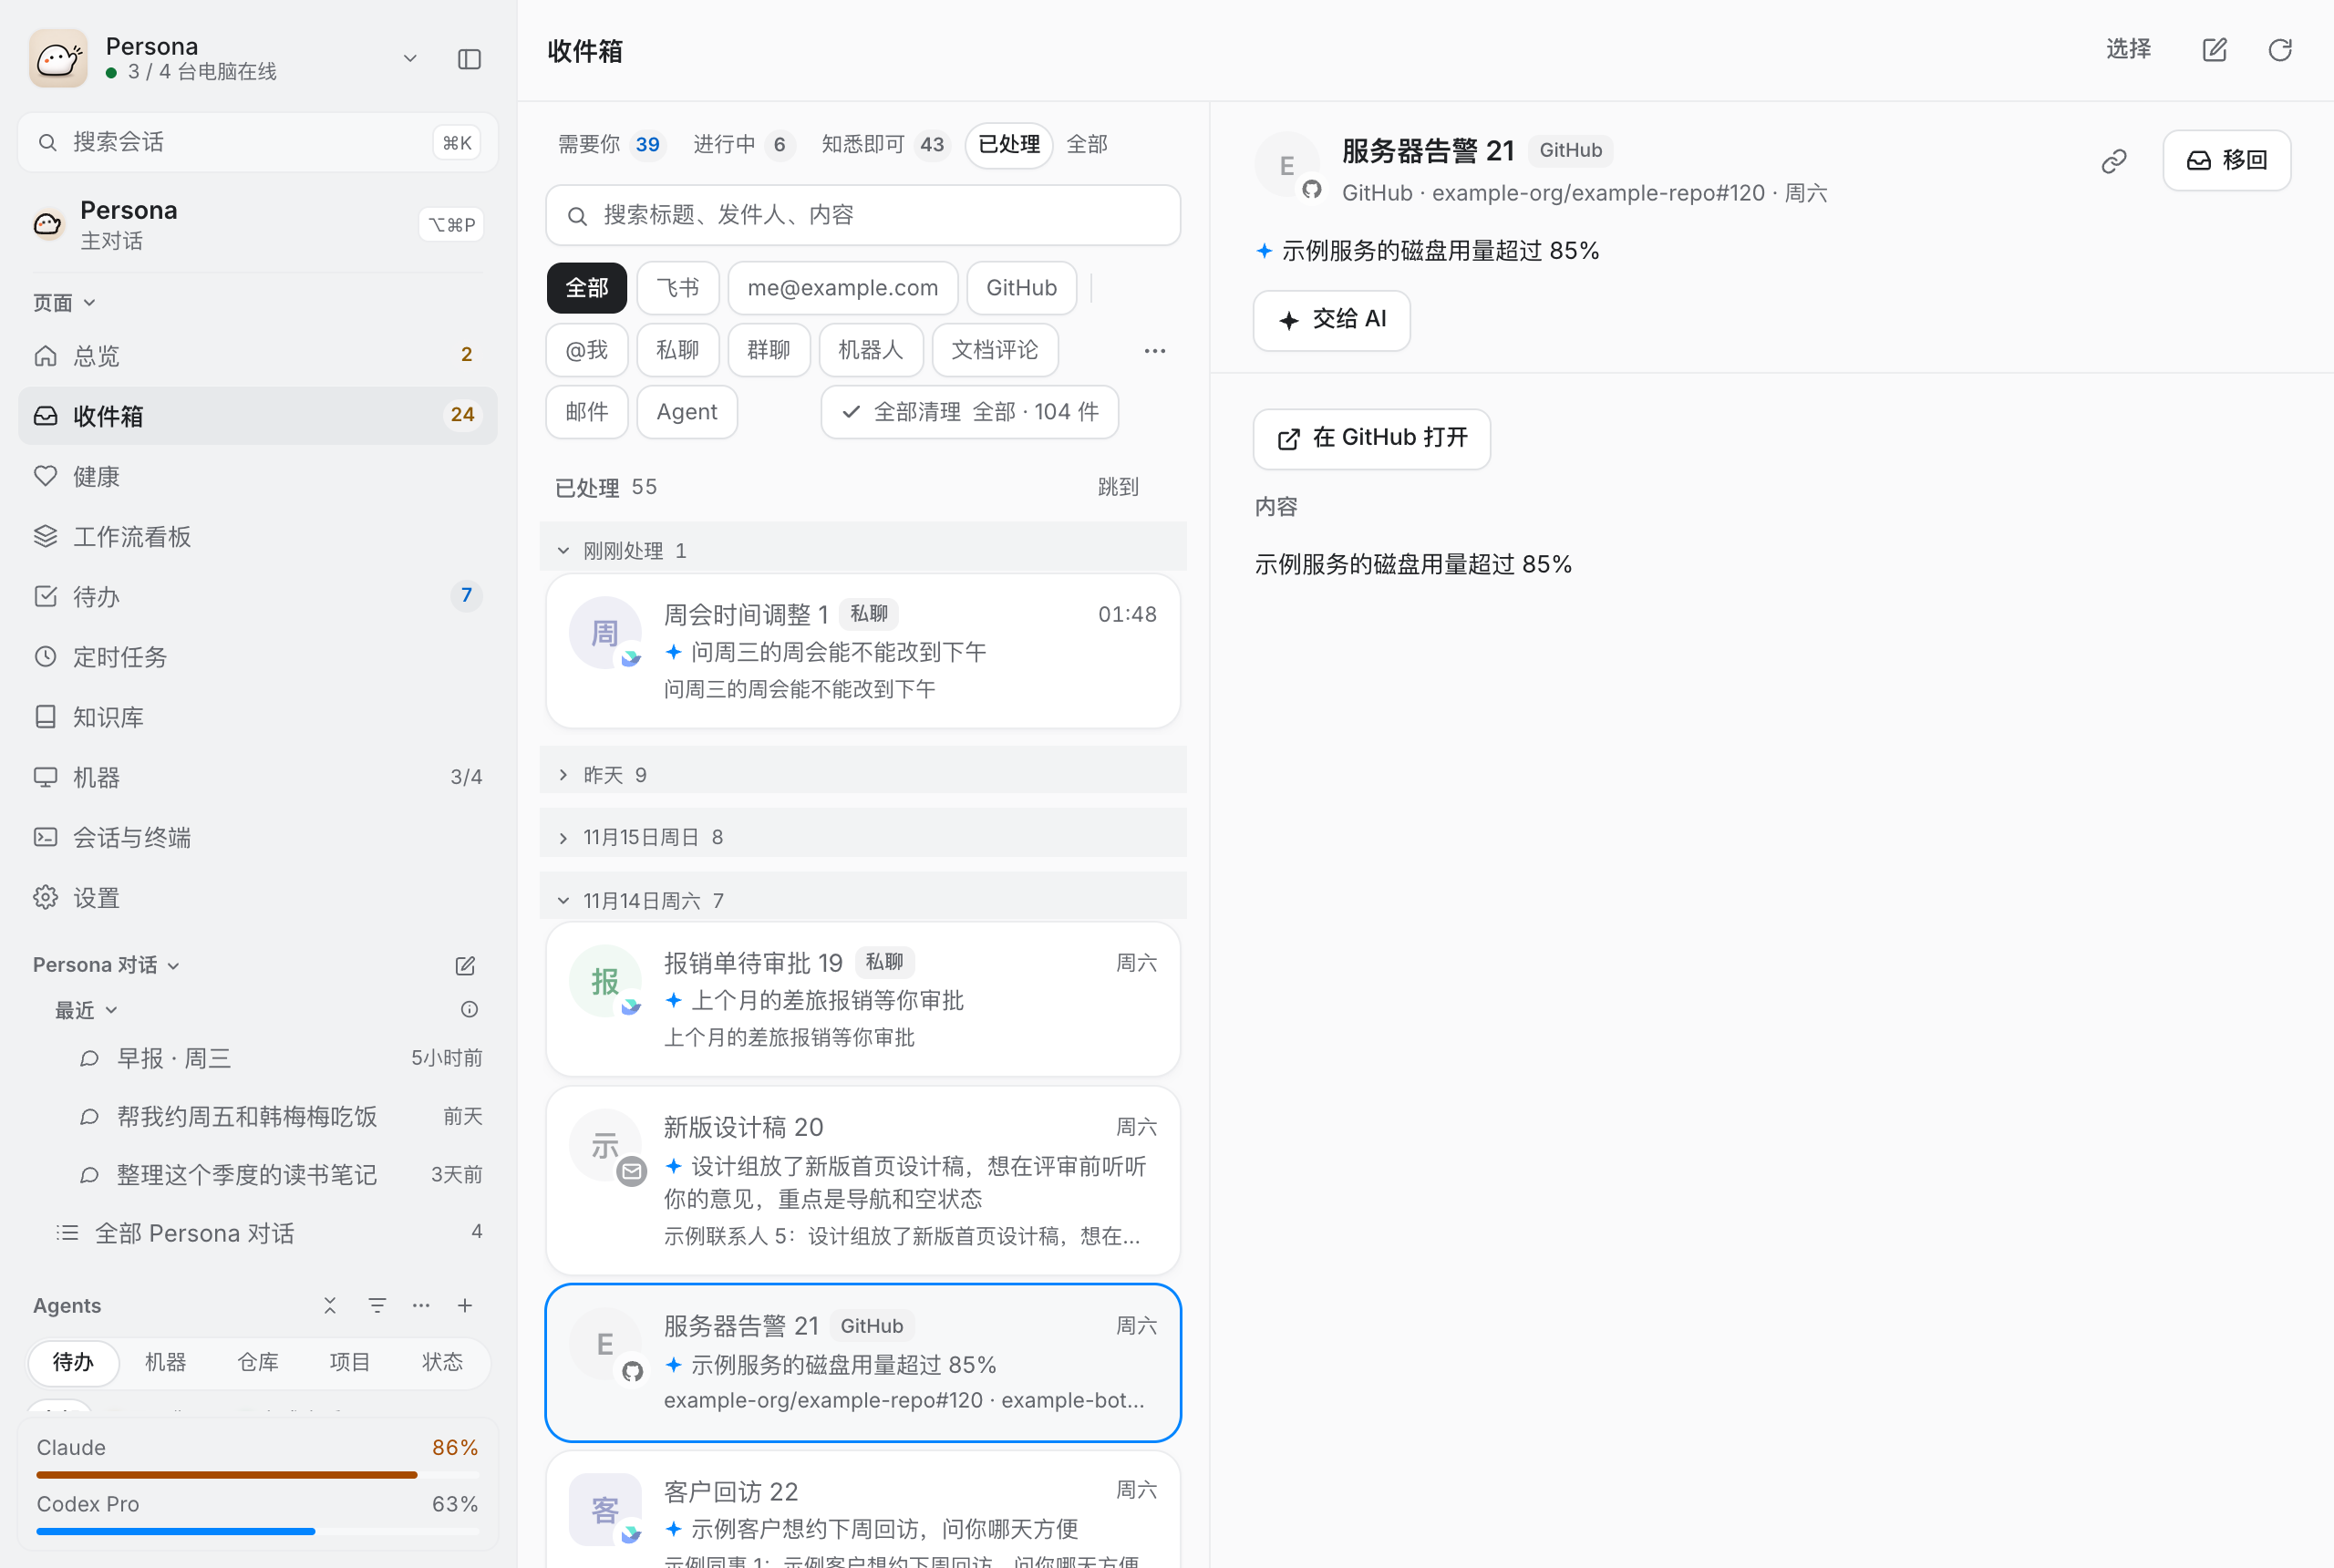 Persona
3 / 4 台电脑在线
搜索会话
⌘K
Persona
主对话
⌥⌘P
页面
总览
2
收件箱
24
健康
工作流看板
待办
7
定时任务
知识库
机器
3/4
会话与终端
设置
Persona 对话
最近
早报 · 周三
5小时前
帮我约周五和韩梅梅吃饭
前天
整理这个季度的读书笔记
3天前
全部 Persona 对话
4
Agents
待办
机器
仓库
项目
状态
Claude
86%
Codex Pro
63%
收件箱
选择
需要你 39
进行中 6
知悉即可 43
已处理
全部
搜索标题、发件人、内容
全部
飞书
me@example.com
GitHub
@我
私聊
群聊
机器人
文档评论
邮件
Agent
全部清理 全部 · 104 件
已处理 55
跳到
刚刚处理 1
周
周会时间调整 1
私聊
01:48
问周三的周会能不能改到下午
问周三的周会能不能改到下午
昨天 9
11月15日周日 8
11月14日周六 7
报
报销单待审批 19
私聊
周六
上个月的差旅报销等你审批
上个月的差旅报销等你审批
示
新版设计稿 20
周六
设计组放了新版首页设计稿，想在评审前听听
你的意见，重点是导航和空状态
示例联系人 5：设计组放了新版首页设计稿，想在...
E
服务器告警 21
GitHub
周六
示例服务的磁盘用量超过 85%
example-org/example-repo#120 · example-bot...
客
客户回访 22
周六
示例客户想约下周回访，问你哪天方便
示例同事 1：示例客户想约下周回访，问你哪天方便
E
服务器告警 21
GitHub
GitHub · example-org/example-repo#120 · 周六
移回
示例服务的磁盘用量超过 85%
交给 AI
在 GitHub 打开
内容
示例服务的磁盘用量超过 85%